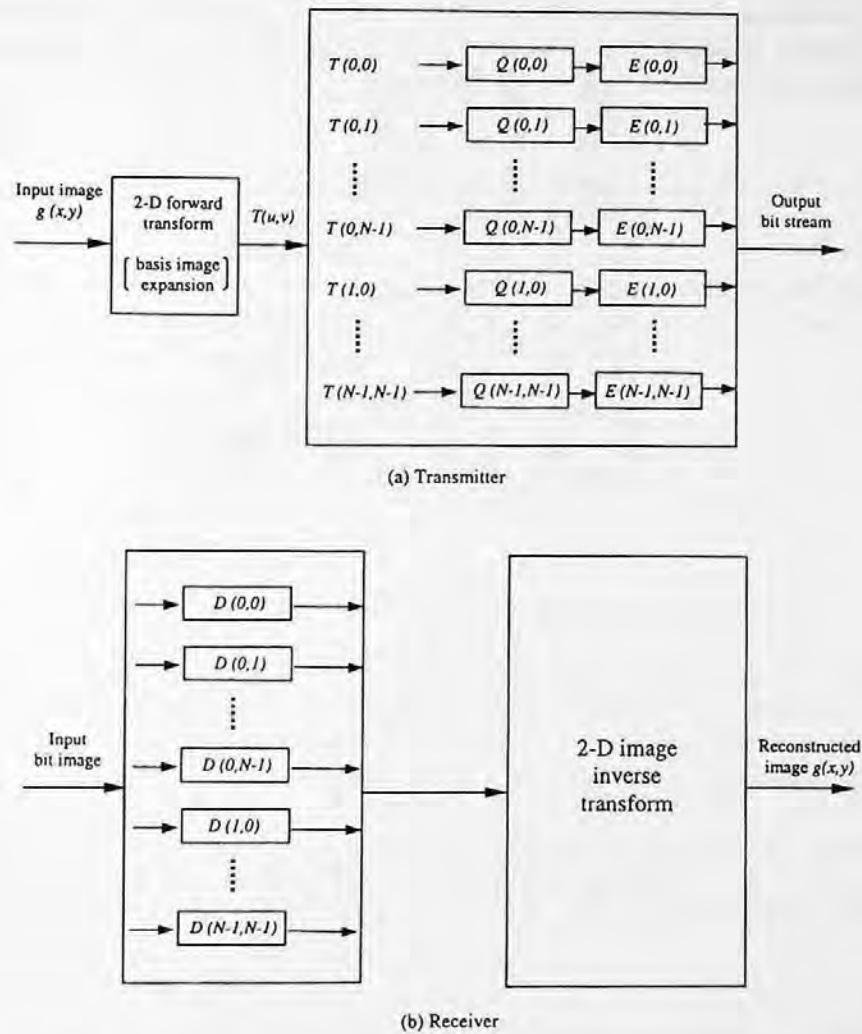 T(0,0) Q(0,0) E(0,0)
T(0,1) Q(0,1) E(0,1)
Input image
g(x,y)
2-D forward
transform
[ basis image
expansion ]
T(u,v)
T(0,N-1) Q(0,N-1) E(0,N-1)
T(1,0) Q(1,0) E(1,0)
T(N-1,N-1) Q(N-1,N-1) E(N-1,N-1)
Output
bit stream
(a) Transmitter
Input
bit image
D(0,0)
D(0,1)
D(0,N-1)
D(1,0)
D(N-1,N-1)
2-D image
inverse
transform
Reconstructed
image g(x,y)
(b) Receiver